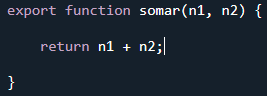 export function somar(n1, n2) {
return n1 + n2;
}